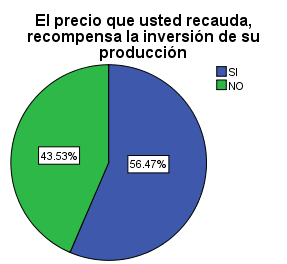 El precio que usted recauda,
recompensa la inversión de su
producción
SI
NO
43.53%
56.47%